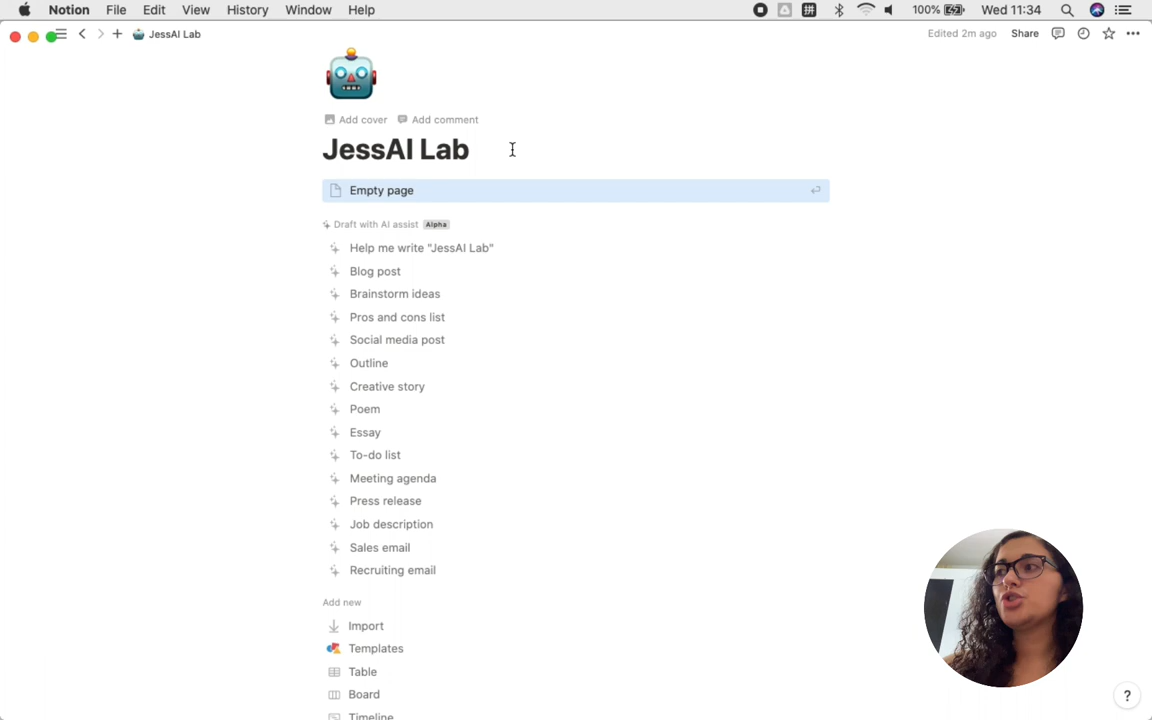 Notion File Edit View History Window Help 拼 100% Wed 11:34
JessAI Lab Edited 2m ago Share
Add cover Add comment
JessAI Lab
Empty page
Draft with AI assist Alpha
Help me write "JessAI Lab"
Blog post
Brainstorm ideas
Pros and cons list
Social media post
Outline
Creative story
Poem
Essay
To-do list
Meeting agenda
Press release
Job description
Sales email
Recruiting email
Add new
Import
Templates
Table
Board
Timeline
?